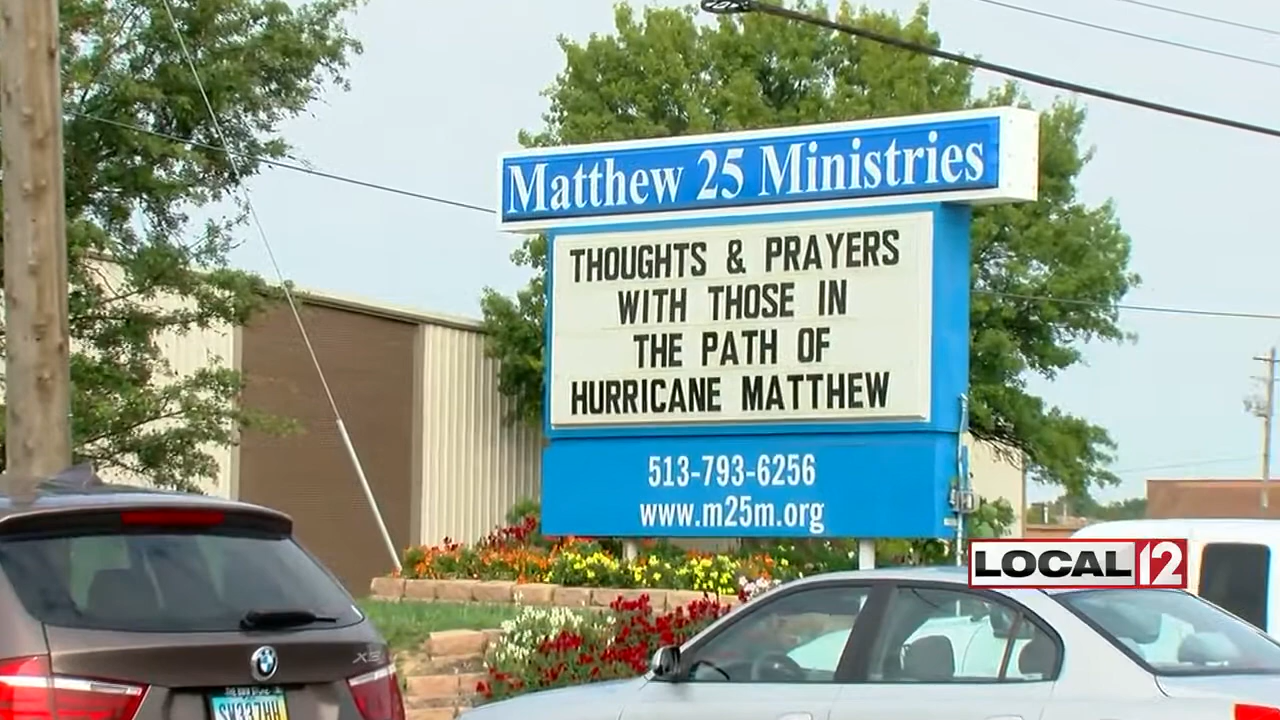 Matthew 25 Ministries
THOUGHTS & PRAYERS
WITH THOSE IN
THE PATH OF
HURRICANE MATTHEW
513-793-6256
www.m25m.org
LOCAL 12
BMW